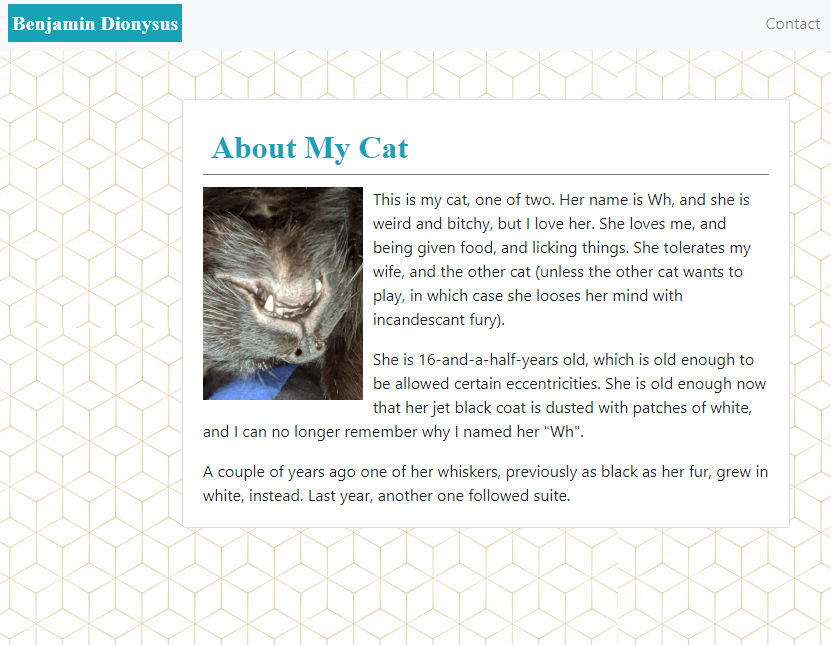 Benjamin Dionysus
Contact
About My Cat
This is my cat, one of two. Her name is Wh, and she is
weird and bitchy, but I love her. She loves me, and
being given food, and licking things. She tolerates my
wife, and the other cat (unless the other cat wants to
play, in which case she looses her mind with
incandescant fury).
She is 16-and-a-half-years old, which is old enough to
be allowed certain eccentricities. She is old enough now
that her jet black coat is dusted with patches of white,
and I can no longer remember why I named her "Wh".
A couple of years ago one of her whiskers, previously as black as her fur, grew in
white, instead. Last year, another one followed suite.